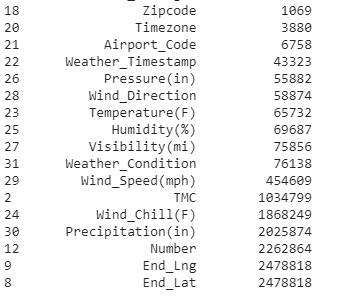 18 Zipcode 1069
20 Timezone 3880
21 Airport_Code 6758
22 Weather_Timestamp 43323
26 Pressure(in) 55882
28 Wind_Direction 58874
23 Temperature(F) 65732
25 Humidity(%) 69687
27 Visibility(mi) 75856
31 Weather_Condition 76138
29 Wind_Speed(mph) 454609
2 TMC 1034799
24 Wind_Chill(F) 1868249
30 Precipitation(in) 2025874
12 Number 2262864
9 End_Lng 2478818
8 End_Lat 2478818